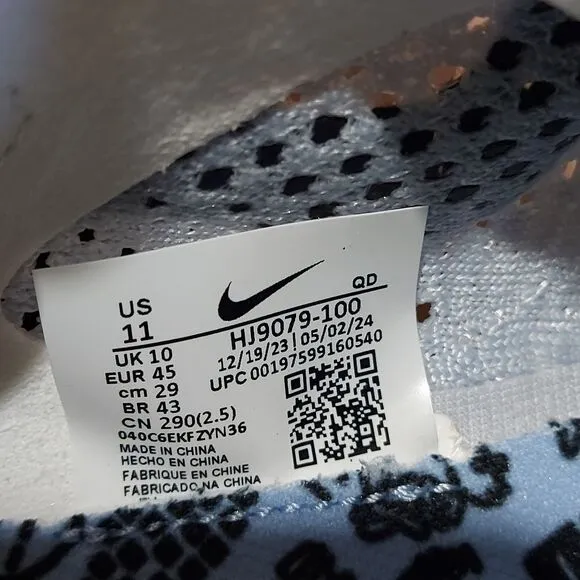 QD
US
11
HJ9079-100
UK 10
12/19/23 | 05/02/24
EUR 45
UPC 00197599160540
cm 29
BR 43
CN 290(2.5)
040C6EKFZYN36
MADE IN CHINA
HECHO EN CHINA
FABRIQUE EN CHINE
FABRICADO NA CHINA